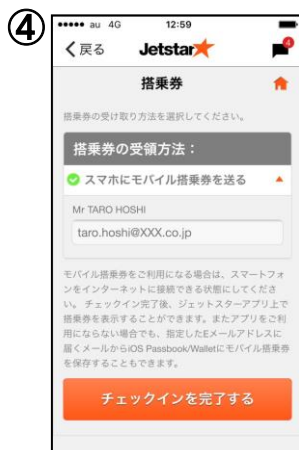 ④
au 4G 12:59
戻る Jetstar 4
搭乗券
搭乗券の受け取り方法を選択してください。
搭乗券の受領方法：
スマホにモバイル搭乗券を送る
Mr TARO HOSHI
taro.hoshi@XXX.co.jp
モバイル搭乗券をご利用になる場合は、スマートフォ
ンをインターネットに接続できる状態にしてくださ
い。 チェックイン完了後、ジェットスターアプリ上で
搭乗券を表示することができます。またアプリをご利
用にならない場合でも、指定したEメールアドレスに
届くメールからiOS Passbook/Walletにモバイル搭乗券
を保存することもできます。
チェックインを完了する